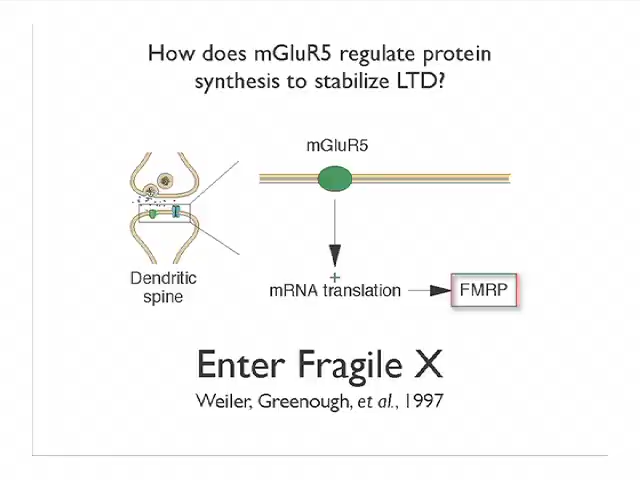 How does mGluR5 regulate protein
synthesis to stabilize LTD?
mGluR5
Dendritic
spine
+
mRNA translation
FMRP
Enter Fragile X
Weiler, Greenough, et al., 1997